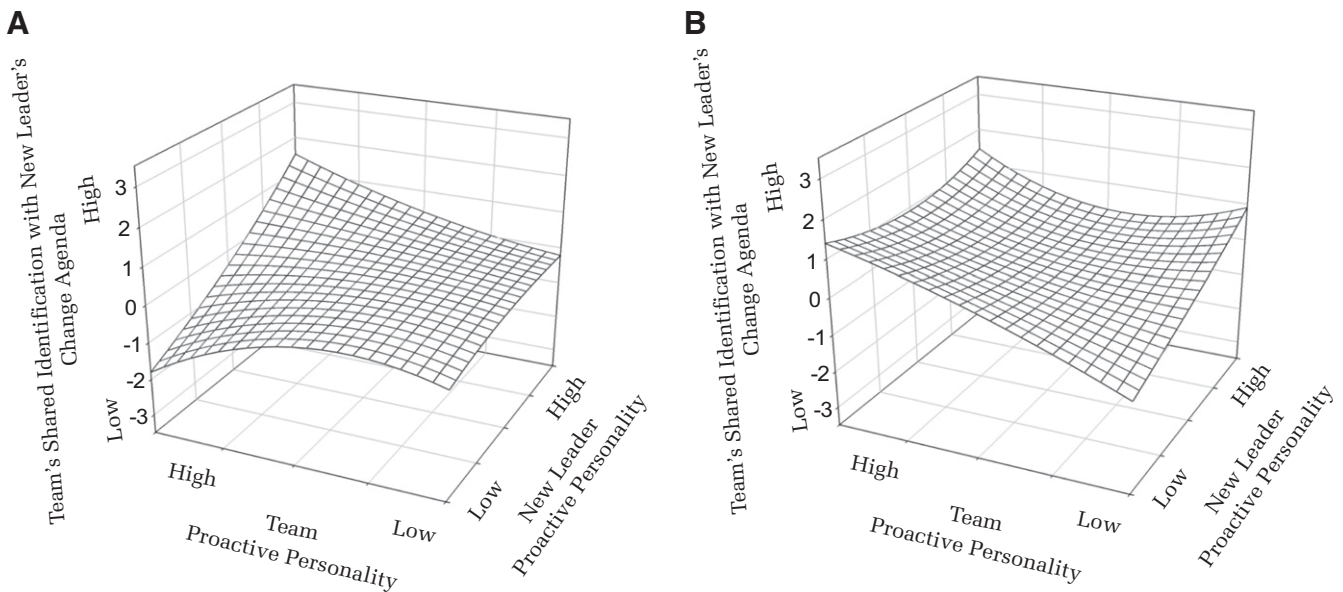 A
Team's Shared Identification with New Leader's
Change Agenda
High
Low
3
2
1
0
-1
-2
-3
High
Team
Low
Proactive Personality
Low
High
New Leader
Proactive Personality
B
Team's Shared Identification with New Leader's
Change Agenda
High
Low
3
2
1
0
-1
-2
-3
High
Team
Low
Proactive Personality
Low
High
New Leader
Proactive Personality